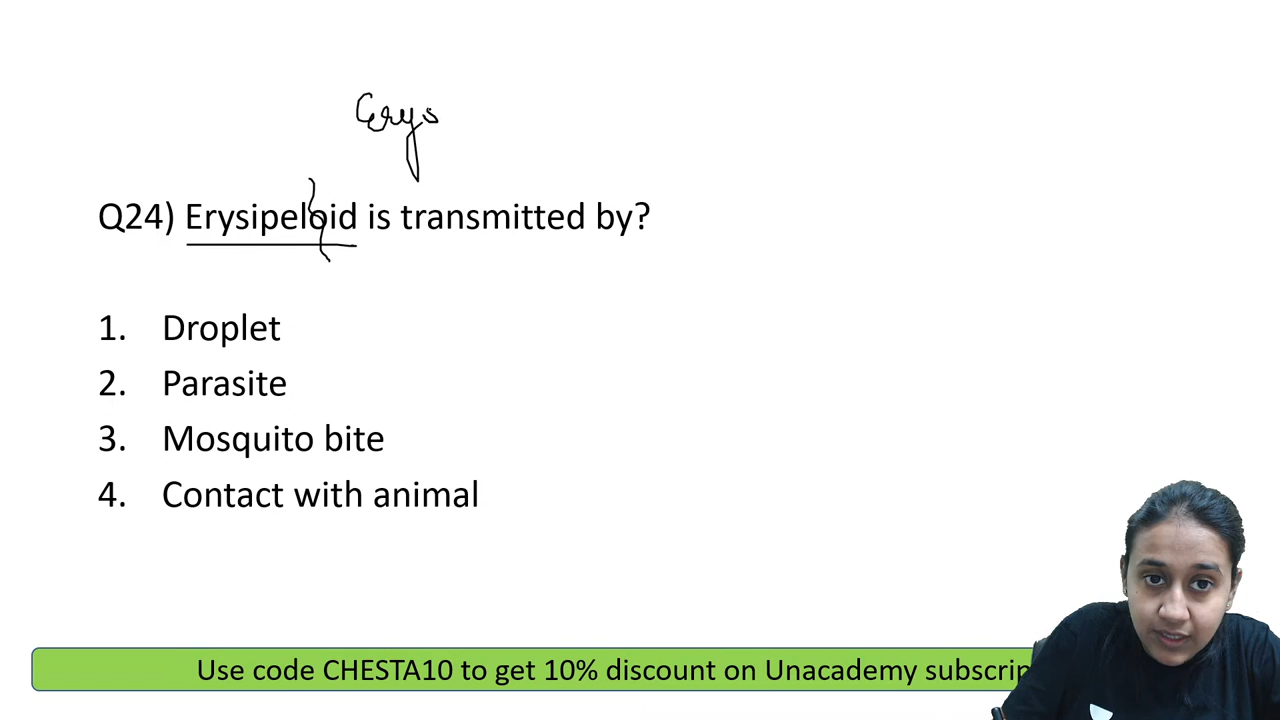 Erys
Q24) Erysipeloid is transmitted by?
1. Droplet
2. Parasite
3. Mosquito bite
4. Contact with animal
Use code CHESTA10 to get 10% discount on Unacademy